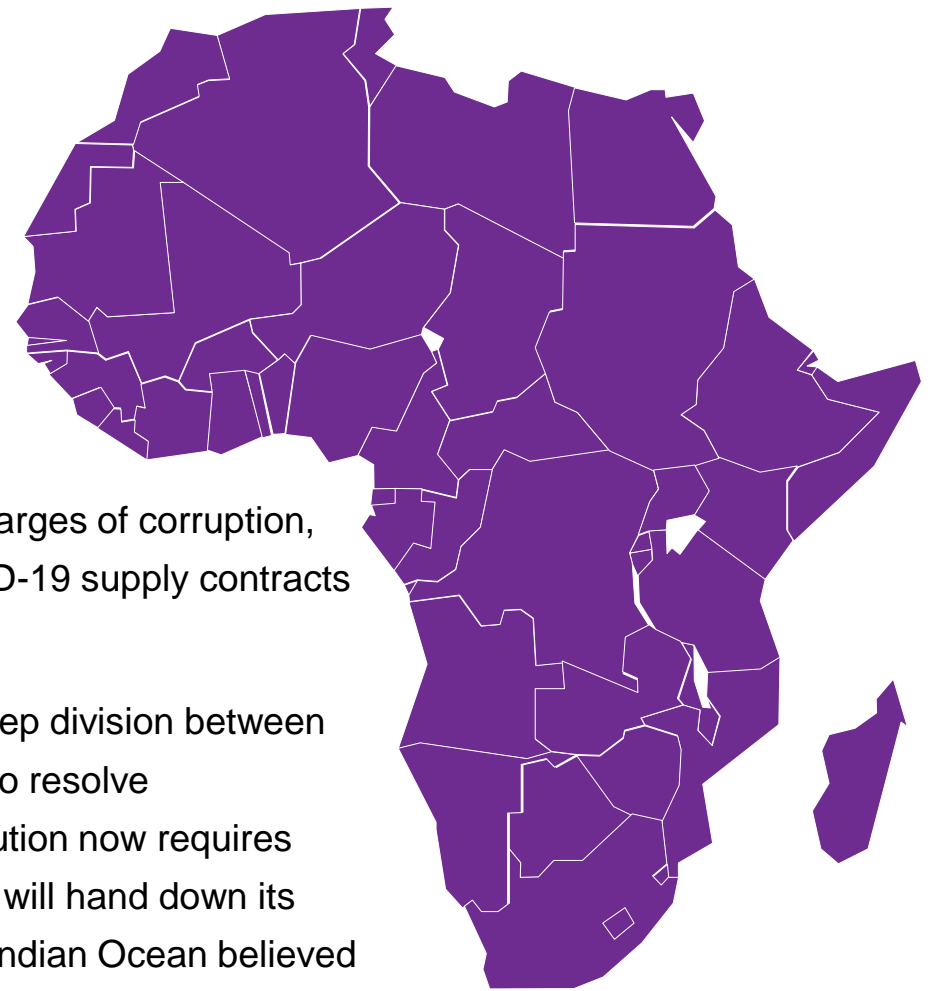 arges of corruption,
D-19 supply contracts
ep division between
o resolve
ution now requires
will hand down its
ndian Ocean believed